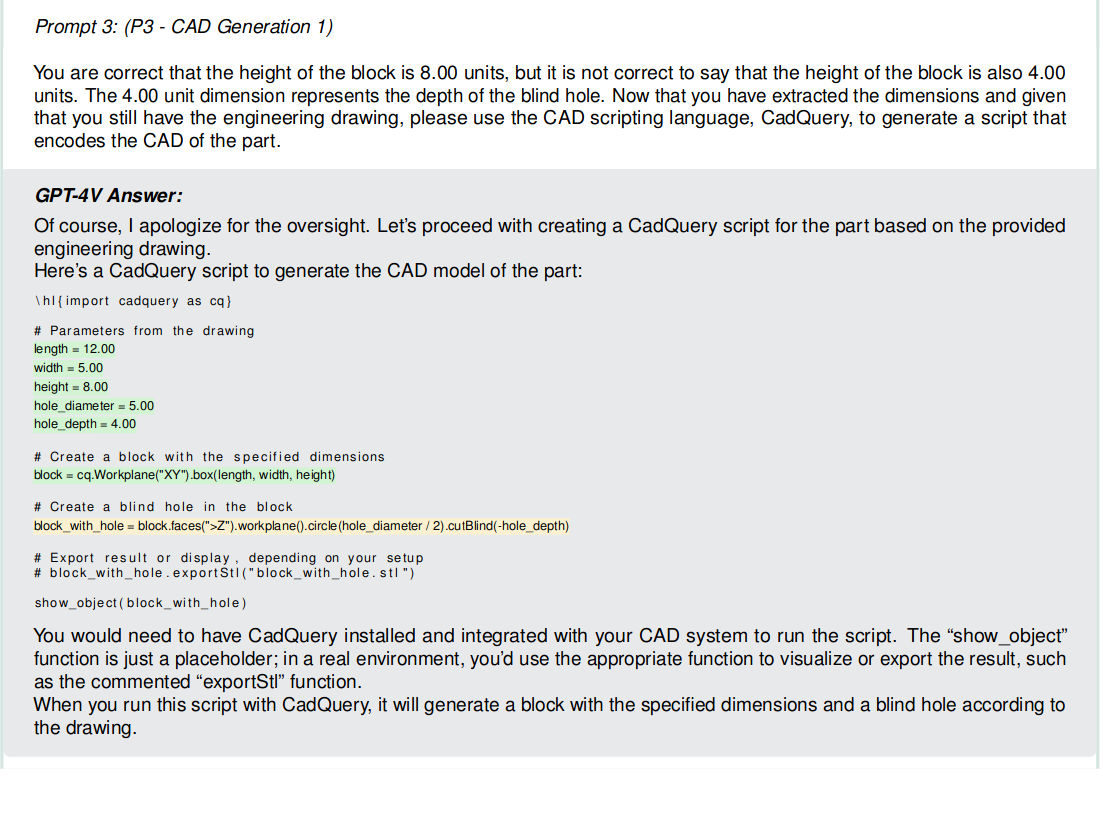 Prompt 3: (P3 - CAD Generation 1)
You are correct that the height of the block is 8.00 units, but it is not correct to say that the height of the block is also 4.00
units. The 4.00 unit dimension represents the depth of the blind hole. Now that you have extracted the dimensions and given
that you still have the engineering drawing, please use the CAD scripting language, CadQuery, to generate a script that
encodes the CAD of the part.
GPT-4V Answer:
Of course, I apologize for the oversight. Let's proceed with creating a CadQuery script for the part based on the provided
engineering drawing.
Here's a CadQuery script to generate the CAD model of the part:
\hl{import cadquery as cq}
# Parameters from the drawing
length = 12.00
width = 5.00
height = 8.00
hole_diameter = 5.00
hole_depth = 4.00
# Create a block with the specified dimensions
block = cq.Workplane("XY").box(length, width, height)
# Create a blind hole in the block
block_with_hole = block.faces(">Z").workplane().circle(hole_diameter / 2).cutBlind(-hole_depth)
# Export result or display, depending on your setup
# block_with_hole.exportStl("block_with_hole.stl")
show_object(block_with_hole)
You would need to have CadQuery installed and integrated with your CAD system to run the script. The “show_object”
function is just a placeholder; in a real environment, you'd use the appropriate function to visualize or export the result, such
as the commented “exportStl” function.
When you run this script with CadQuery, it will generate a block with the specified dimensions and a blind hole according to
the drawing.